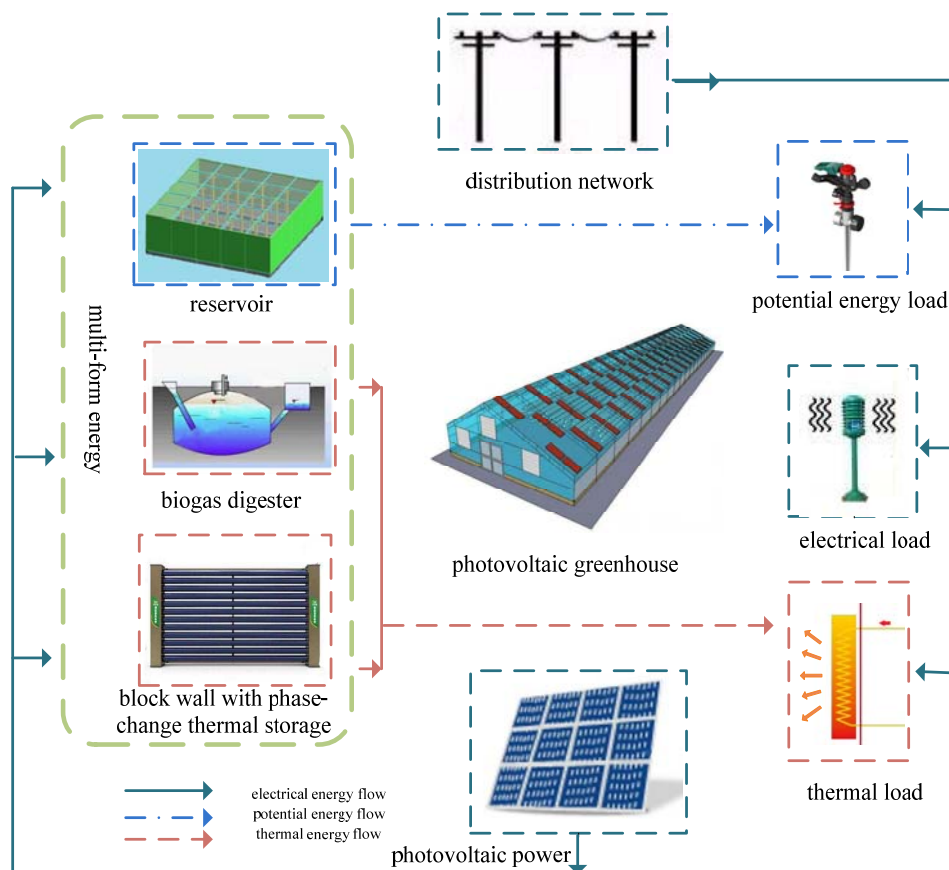 distribution network
reservoir
potential energy load
multi-form energy
biogas digester
photovoltaic greenhouse
electrical load
block wall with phase-
change thermal storage
thermal load
electrical energy flow
potential energy flow
thermal energy flow
photovoltaic power